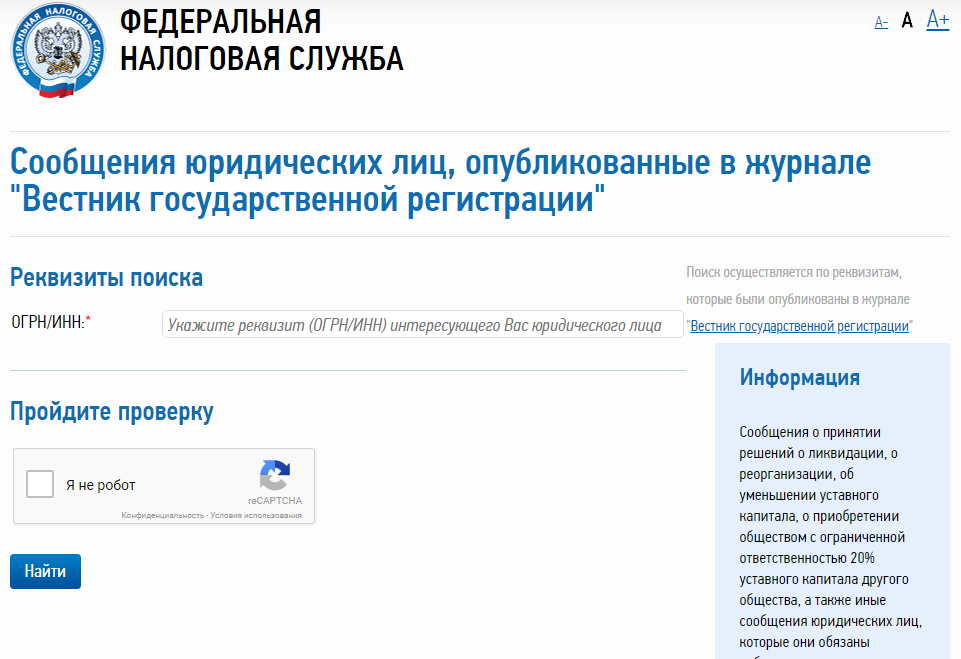 ФЕДЕРАЛЬНАЯ НАЛОГОВАЯ СЛУЖБА
ФЕДЕРАЛЬНАЯ
НАЛОГОВАЯ СЛУЖБА
A- A A+
Сообщения юридических лиц, опубликованные в журнале
"Вестник государственной регистрации"
Реквизиты поиска
ОГРН/ИНН:*
Укажите реквизит (ОГРН/ИНН) интересующего Вас юридического лица
Поиск осуществляется по реквизитам,
которые были опубликованы в журнале
"Вестник государственной регистрации"
Пройдите проверку
Я не робот
reCAPTCHA
Конфиденциальность - Условия использования
Найти
Информация
Сообщения о принятии
решений о ликвидации, о
реорганизации, об
уменьшении уставного
капитала, о приобретении
обществом с ограниченной
ответственностью 20%
уставного капитала другого
общества, а также иные
сообщения юридических лиц,
которые они обязаны